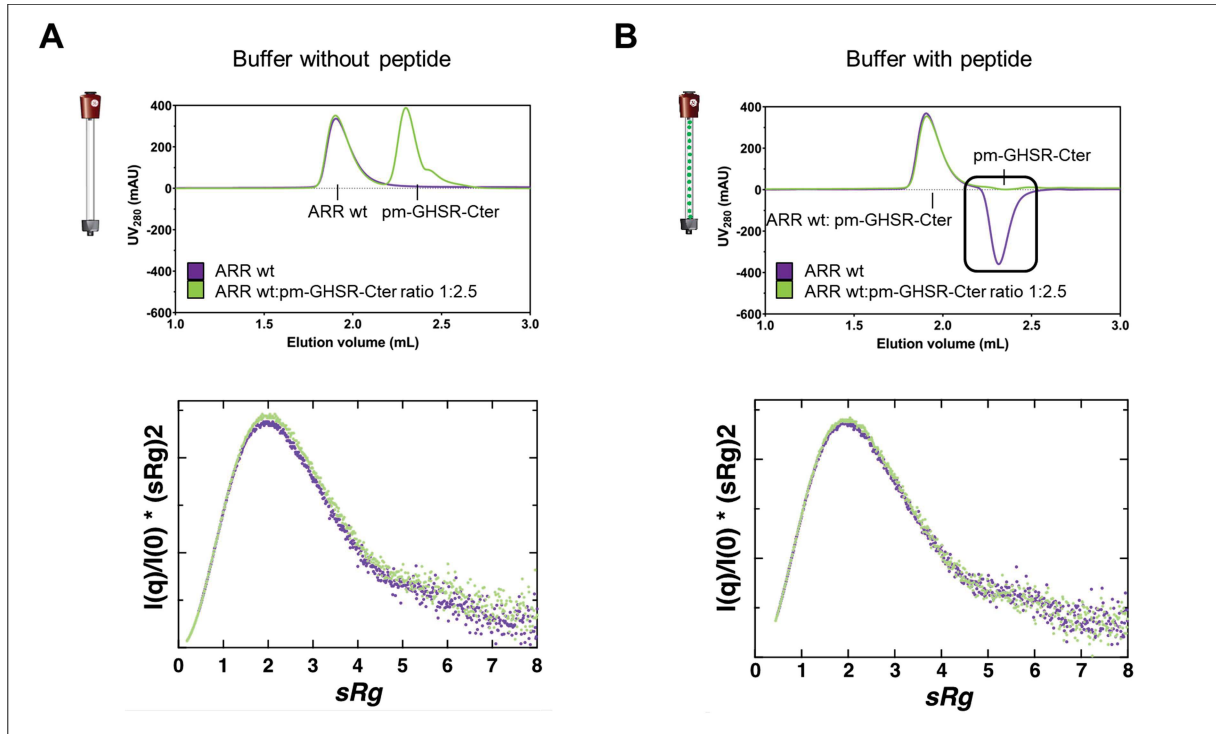 A
Buffer without peptide
400
200
0
-200
-400
-600
UV280 (mAU)
ARR wt
pm-GHSR-Cter
ARR wt
ARR wt:pm-GHSR-Cter ratio 1:2.5
1.0 1.5 2.0 2.5 3.0
Elution volume (mL)
I(q)/I(0) * (sRg)2
0 1 2 3 4 5 6 7 8
sRg
B
Buffer with peptide
400
200
0
-200
-400
-600
UV280 (mAU)
pm-GHSR-Cter
ARR wt: pm-GHSR-Cter
ARR wt
ARR wt:pm-GHSR-Cter ratio 1:2.5
1.0 1.5 2.0 2.5 3.0
Elution volume (mL)
I(q)/I(0) * (sRg)2
0 1 2 3 4 5 6 7 8
sRg